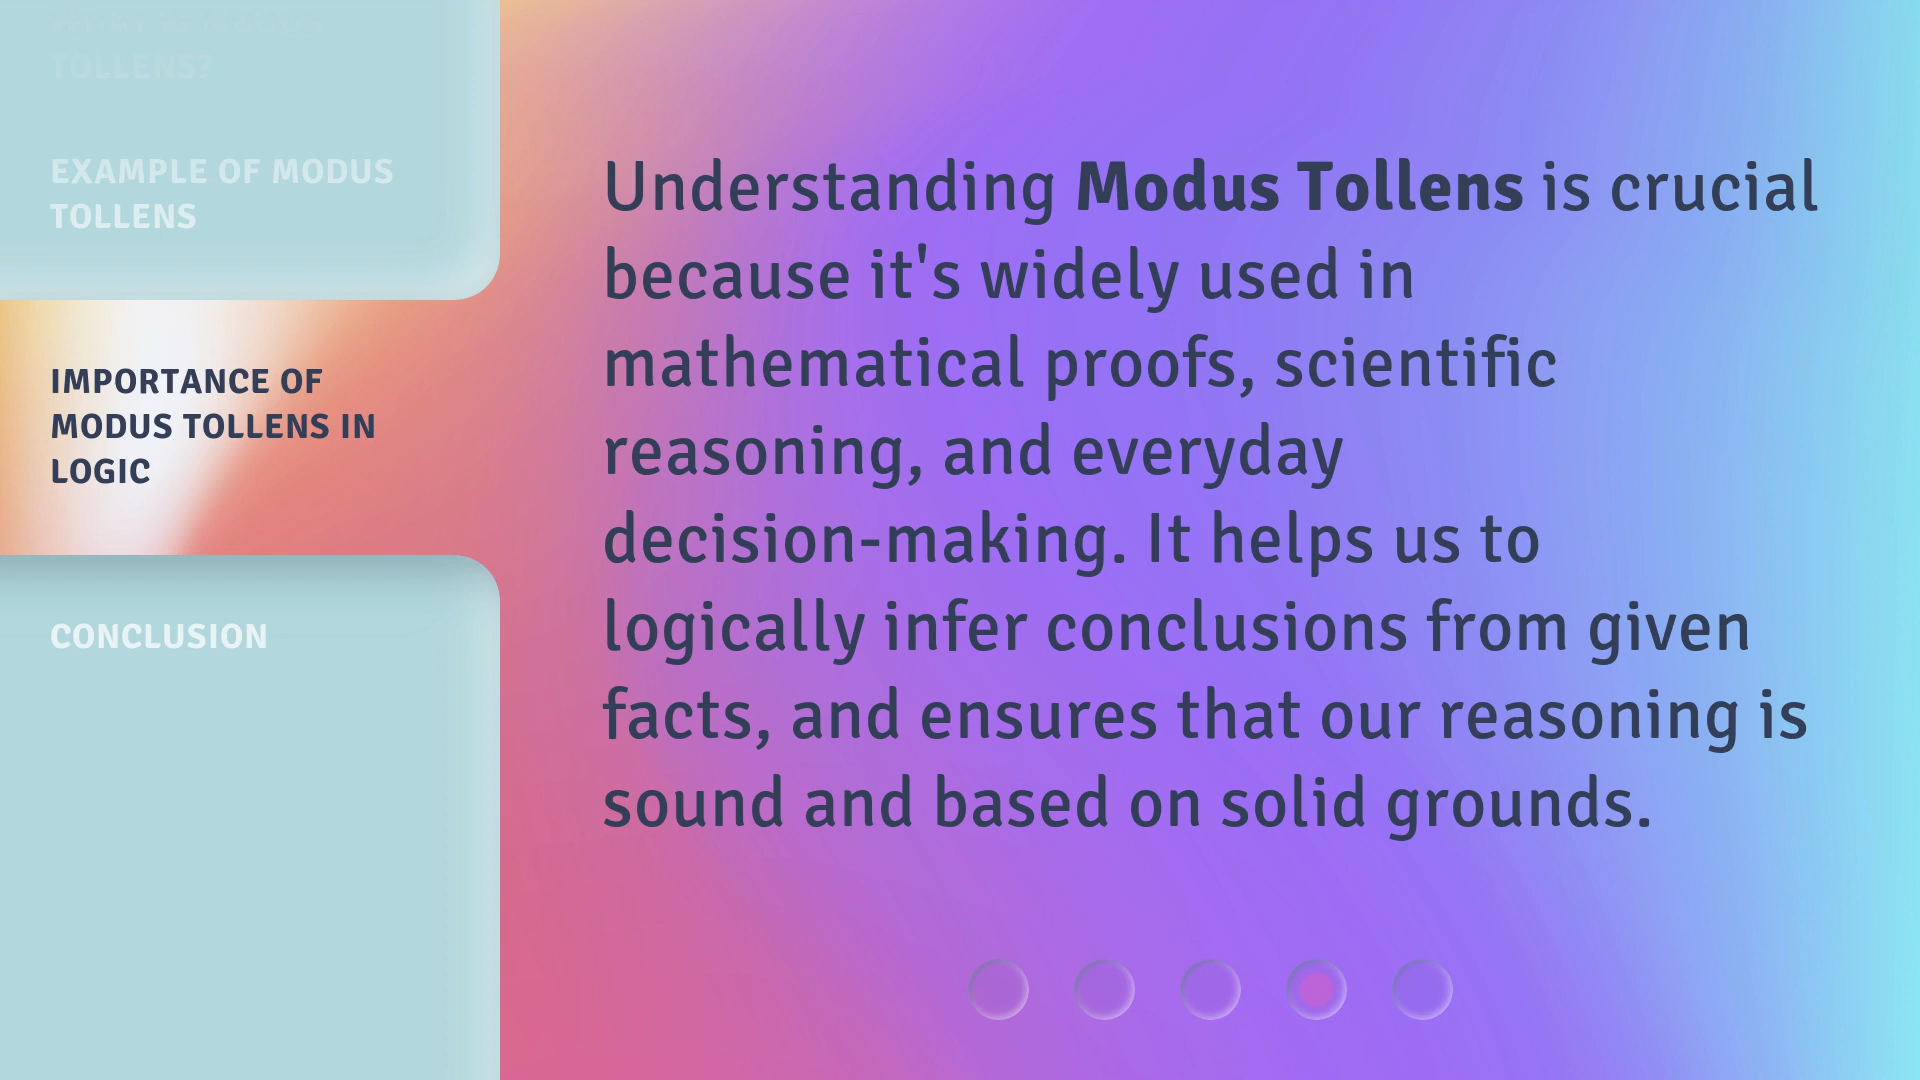 TOLLENS?
EXAMPLE OF MODUS
TOLLENS
IMPORTANCE OF
MODUS TOLLENS IN
LOGIC
CONCLUSION
Understanding Modus Tollens is crucial
because it's widely used in
mathematical proofs, scientific
reasoning, and everyday
decision-making. It helps us to
logically infer conclusions from given
facts, and ensures that our reasoning is
sound and based on solid grounds.